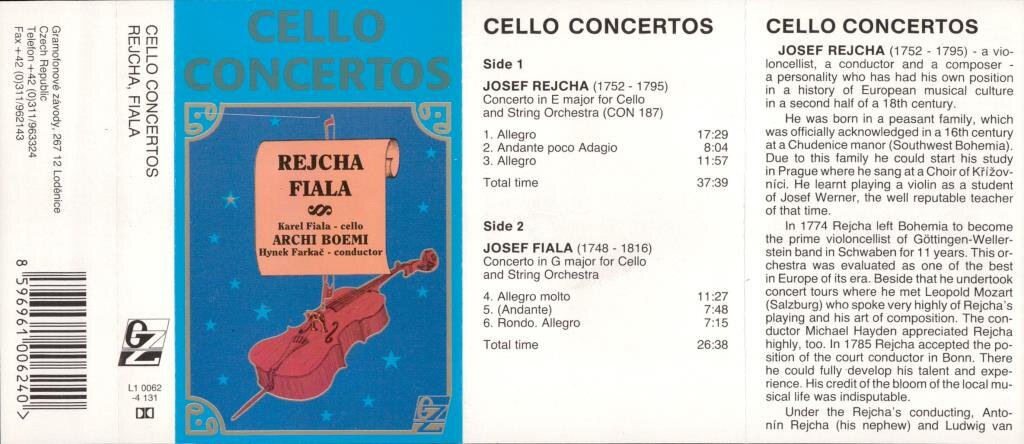 Gramofonové závody, 267 12 Loděnice
Czech Republic
Telefon +42 (0)311/963324
Fax +42 (0)311/962143
8 596961 006240 >
CELLO CONCERTOS
REJCHA, FIALA
GZ
L1 0062
-4 131
CELLO
CONCERTOS
REJCHA
FIALA
Karel Fiala - cello
ARCHI BOEMI
Hynek Farkač - conductor
GZ
CELLO CONCERTOS
Side 1
JOSEF REJCHA (1752 - 1795)
Concerto in E major for Cello
and String Orchestra (CON 187)
1. Allegro 17:29
2. Andante poco Adagio 8:04
3. Allegro 11:57
Total time 37:39
Side 2
JOSEF FIALA (1748 - 1816)
Concerto in G major for Cello
and String Orchestra
4. Allegro molto 11:27
5. (Andante) 7:48
6. Rondo. Allegro 7:15
Total time 26:38
CELLO CONCERTOS
JOSEF REJCHA (1752 - 1795) - a vio-
loncellist, a conductor and a composer -
a personality who has had his own position
in a history of European musical culture
in a second half of a 18th century.
He was born in a peasant family, which
was officially acknowledged in a 16th century
at a Chudenice manor (Southwest Bohemia).
Due to this family he could start his study
in Prague where he sang at a Choir of Křížov-
níci. He learnt playing a violin as a student
of Josef Werner, the well reputable teacher
of that time.
In 1774 Rejcha left Bohemia to become
the prime violoncellist of Göttingen-Weller-
stein band in Schwaben for 11 years. This or-
chestra was evaluated as one of the best
in Europe of its era. Beside that he undertook
concert tours where he met Leopold Mozart
(Salzburg) who spoke very highly of Rejcha's
playing and his art of composition. The con-
ductor Michael Hayden appreciated Rejcha
highly, too. In 1785 Rejcha accepted the po-
sition of the court conductor in Bonn. There
he could fully develop his talent and expe-
rience. His credit of the bloom of the local mu-
sical life was indisputable.
Under the Rejcha's conducting, Anto-
nín Rejcha (his nephew) and Ludwig van